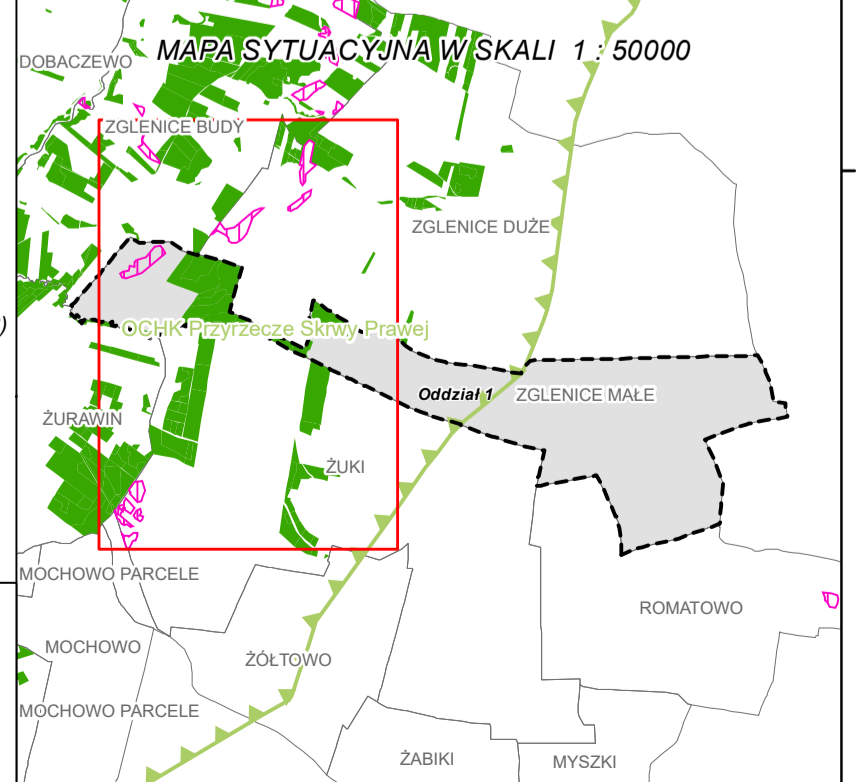 MAPA SYTUACYJNA W SKALI 1 : 50000
DOBACZEWO
ZGLENICE BUDY
ZGLENICE DUŻE
)
OCHK Przyrzecze Skrwy Prawej
Oddział 1
ZGLENICE MAŁE
ŻURAWIN
ŻUKI
MOCHOWO PARCELE
ROMATOWO
MOCHOWO
ŻÓŁTOWO
MOCHOWO PARCELE
ŻABIKI
MYSZKI